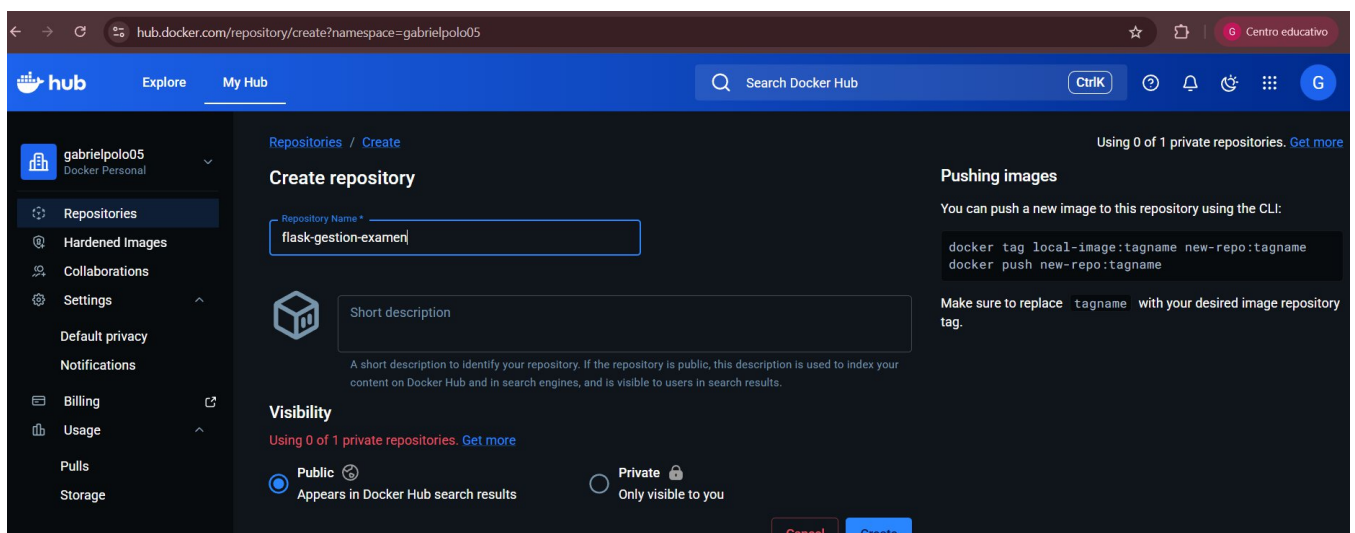 hub.docker.com/repository/create?namespace=gabrielpolo05
G Centro educativo
hub Explore My Hub Search Docker Hub CtrlK G
gabrielpolo05
Docker Personal
Repositories
Hardened Images
Collaborations
Settings
Default privacy
Notifications
Billing
Usage
Pulls
Storage
Repositories / Create
Create repository
Repository Name *
flask-gestion-examen
Short description
A short description to identify your repository. If the repository is public, this description is used to index your
content on Docker Hub and in search engines, and is visible to users in search results.
Visibility
Using 0 of 1 private repositories. Get more
Public
Appears in Docker Hub search results
Private
Only visible to you
Cancel Create
Using 0 of 1 private repositories. Get more
Pushing images
You can push a new image to this repository using the CLI:
docker tag local-image:tagname new-repo:tagname
docker push new-repo:tagname
Make sure to replace tagname with your desired image repository
tag.